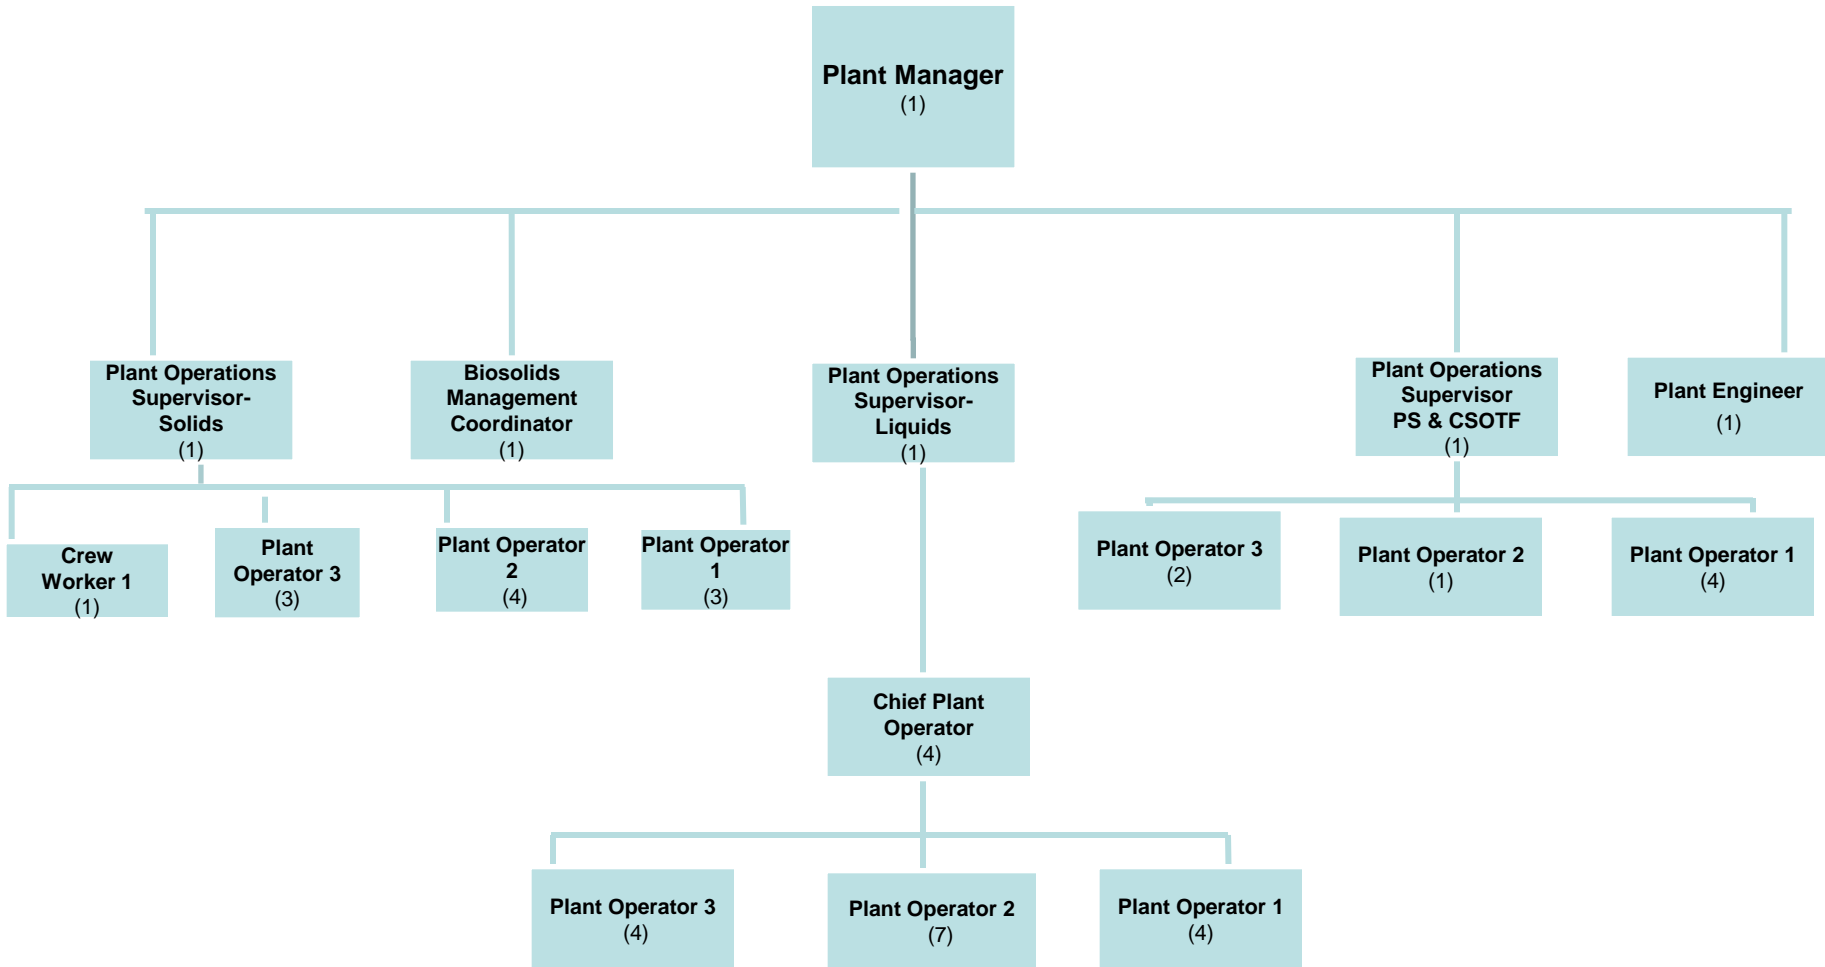 Plant Manager
(1)
Plant Operations
Supervisor-
Solids
(1)
Biosolids
Management
Coordinator
(1)
Plant Operations
Supervisor-
Liquids
(1)
Plant Operations
Supervisor
PS & CSOTF
(1)
Plant Engineer
(1)
Crew
Worker 1
(1)
Plant
Operator 3
(3)
Plant Operator
2
(4)
Plant Operator
1
(3)
Plant Operator 3
(2)
Plant Operator 2
(1)
Plant Operator 1
(4)
Chief Plant
Operator
(4)
Plant Operator 3
(4)
Plant Operator 2
(7)
Plant Operator 1
(4)